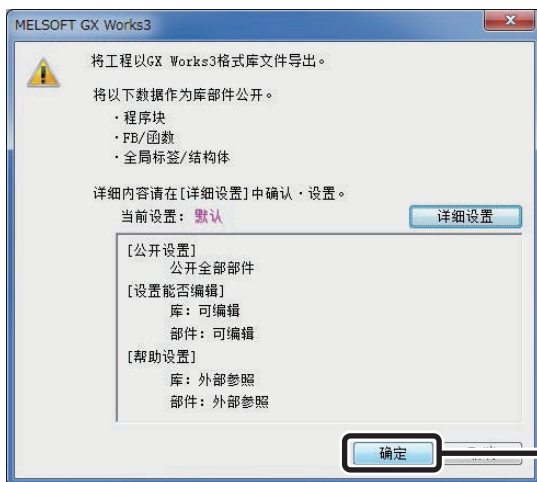 MELSOFT GX Works3
将工程以GX Works3格式库文件导出。
将以下数据作为库部件公开。
・程序块
・FB/函数
・全局标签/结构体
详细内容请在[详细设置]中确认・设置。
当前设置：默认
详细设置
[公开设置]
公开全部部件
[设置能否编辑]
库：可编辑
部件：可编辑
[帮助设置]
库：外部参照
部件：外部参照
确定